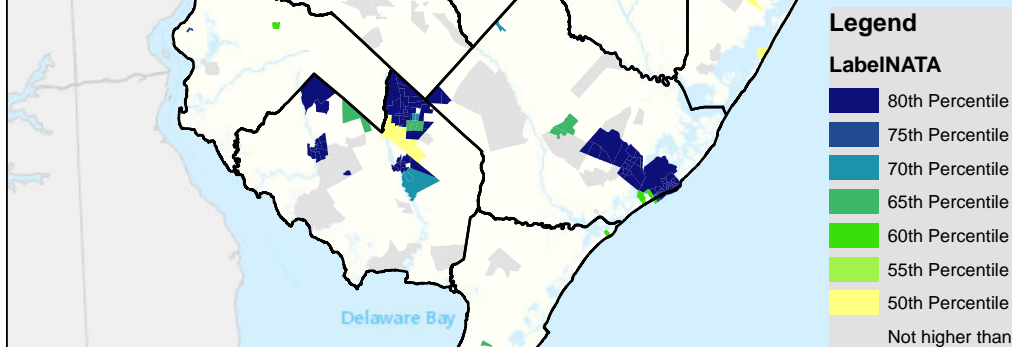 Legend
LabelNATA
80th Percentile
75th Percentile
70th Percentile
65th Percentile
60th Percentile
55th Percentile
50th Percentile
Not higher than
Delaware Bay